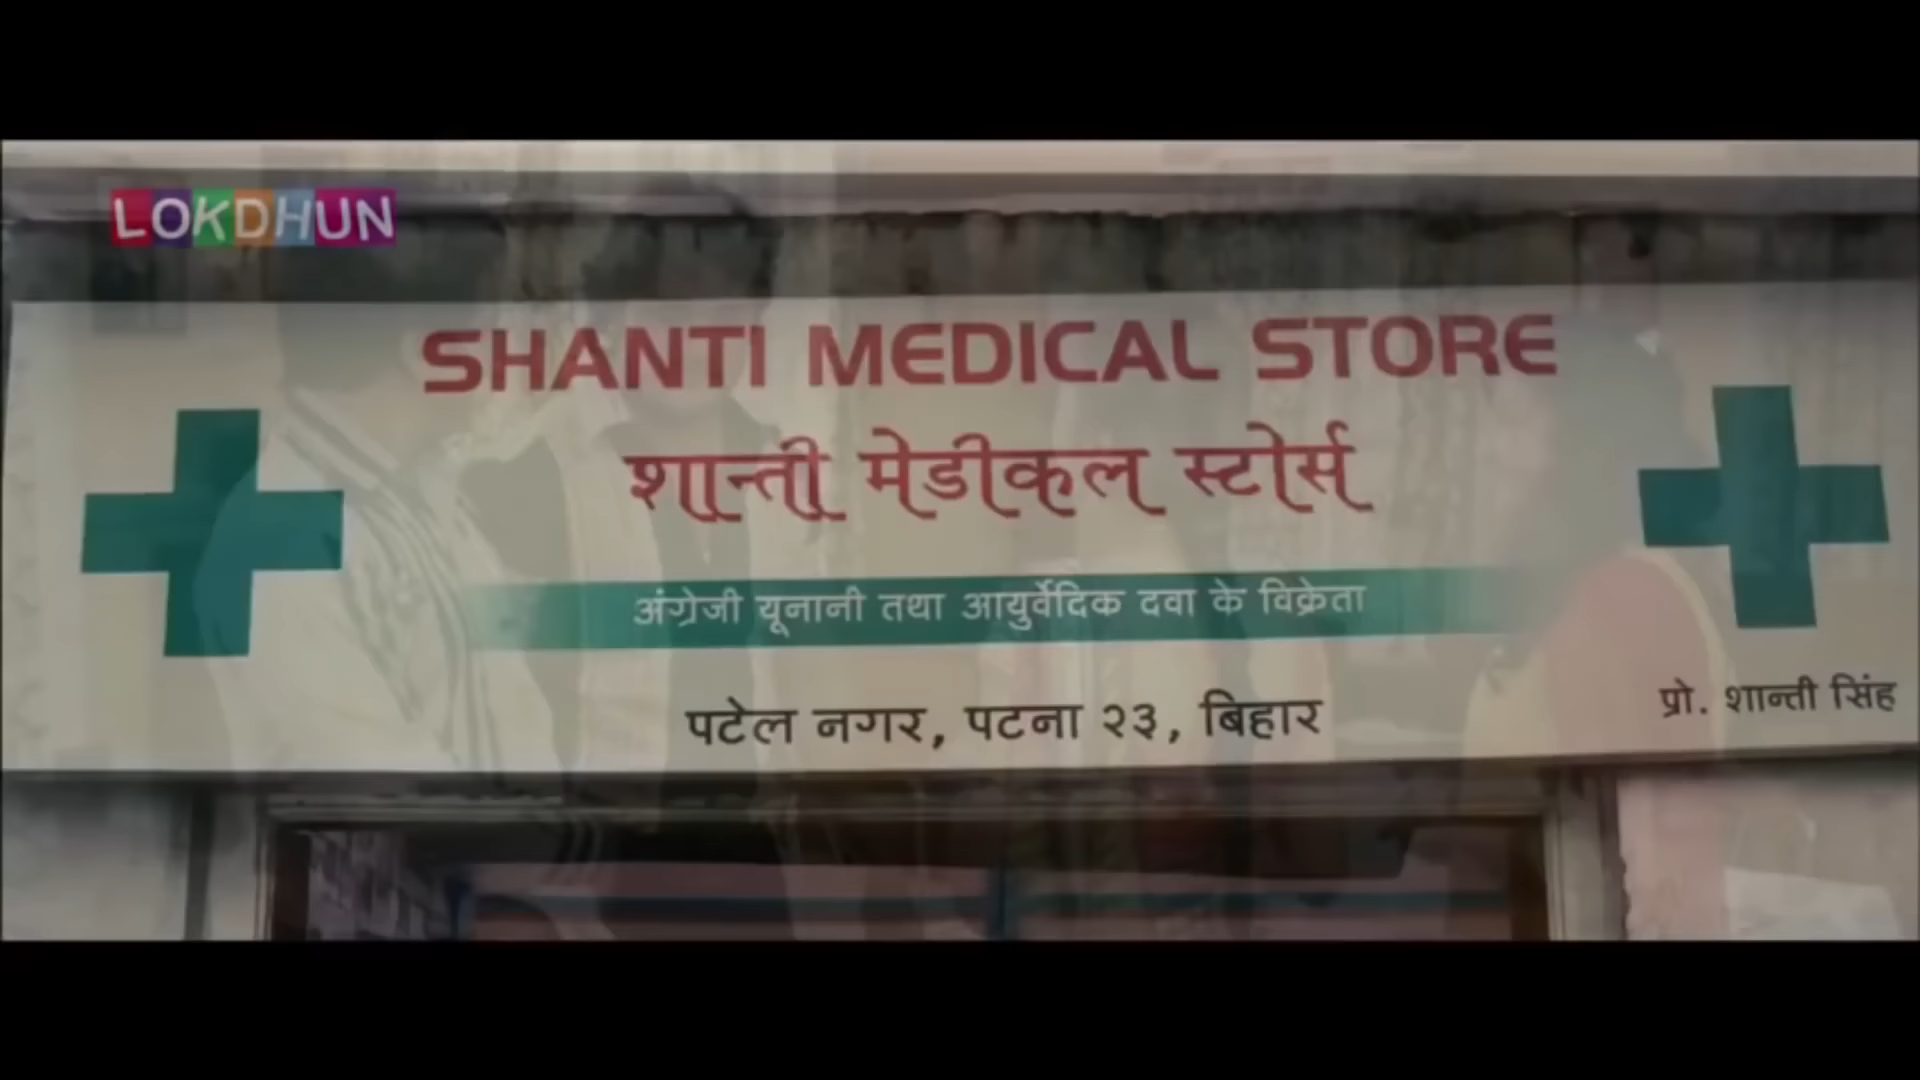 LOKDHUN
SHANTI MEDICAL STORE
शान्ती मेडीकल स्टोर्स
अंग्रेजी यूनानी तथा आयुर्वेदिक दवा के विक्रेता
पटेल नगर, पटना २३, बिहार
प्रो. शान्ती सिंह